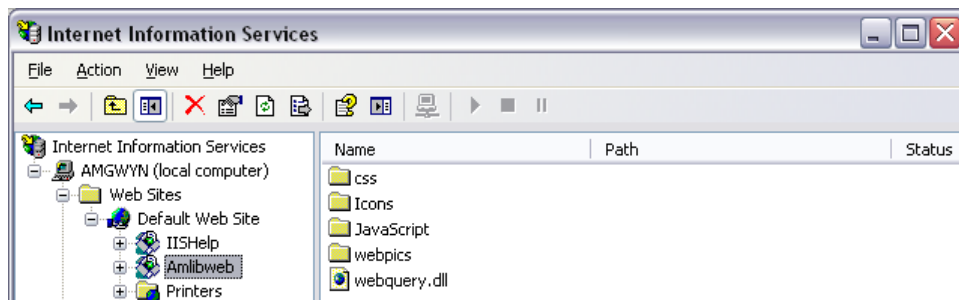 Internet Information Services
File Action View Help
Internet Information Services
AMGWYN (local computer)
Web Sites
Default Web Site
IISHelp
Amlibweb
Printers
Name Path Status
css
Icons
JavaScript
webpics
webquery.dll